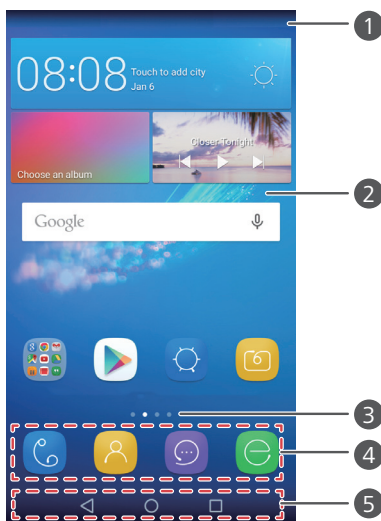 1
08:08
Touch to add city
Jan 6
Choose an album
Closer-Tonight
2
Google
6
3
4
5